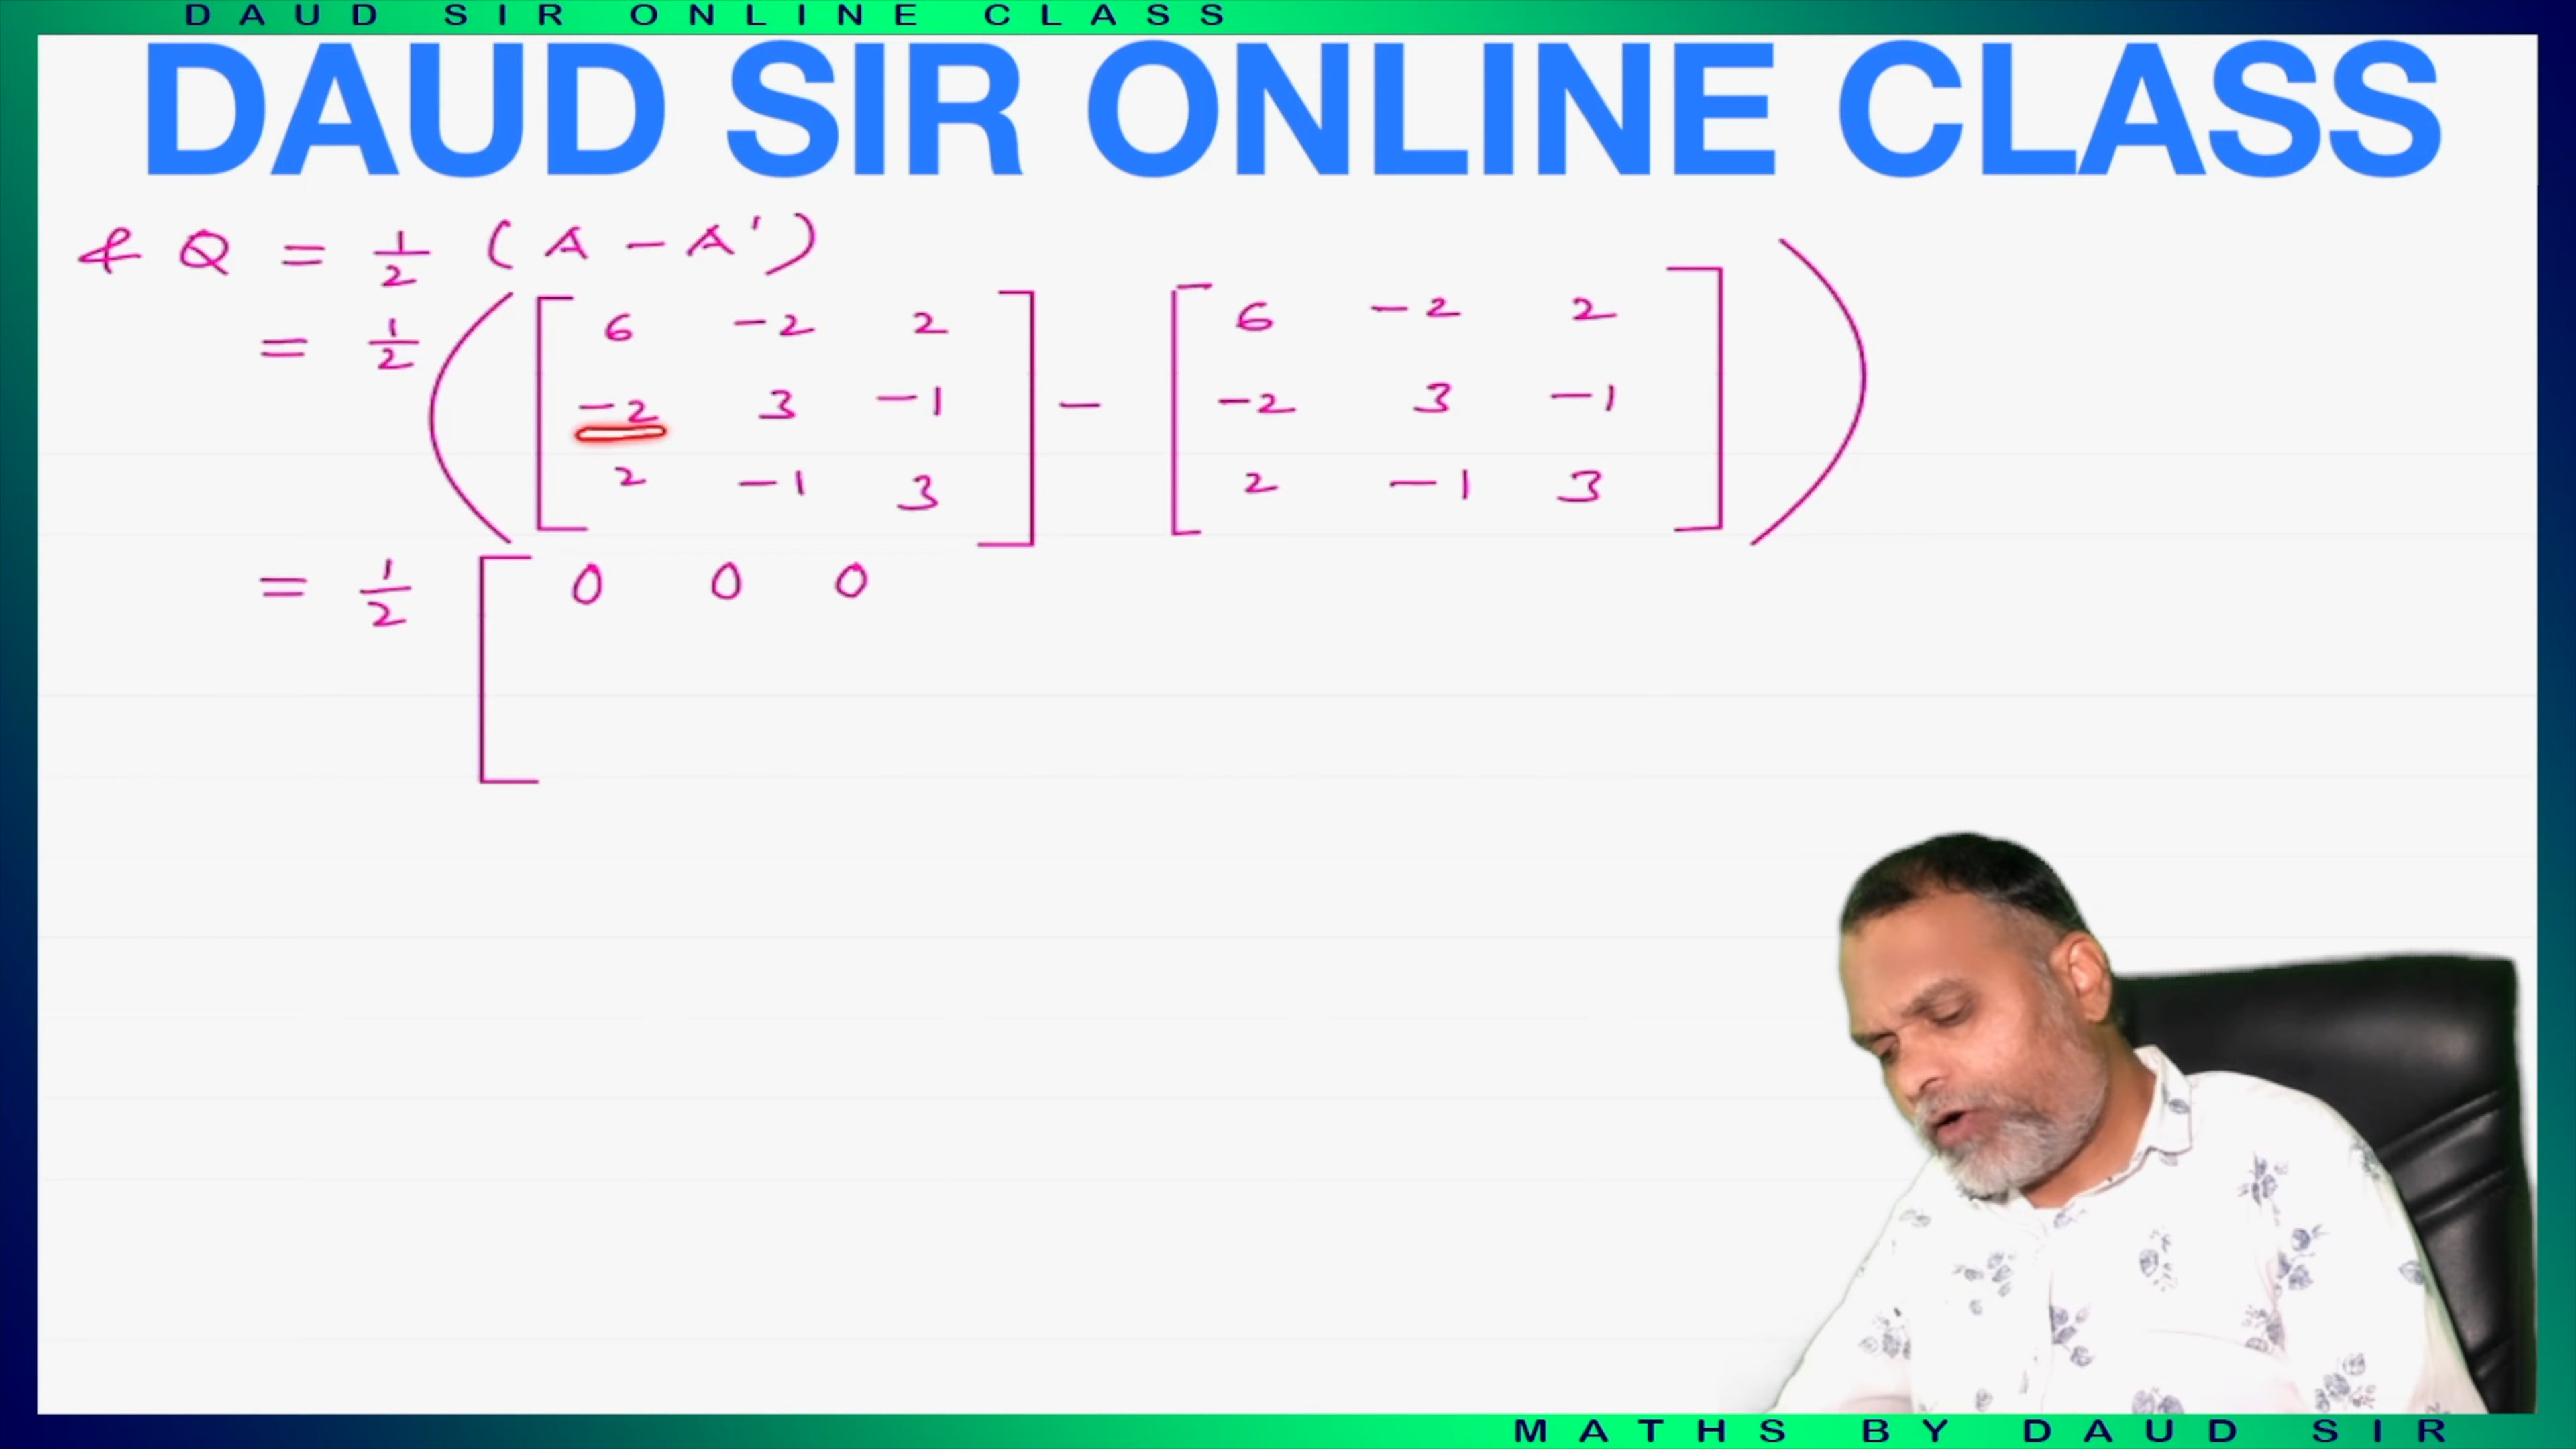 DAUD SIR ONLINE CLASS
DAUD SIR ONLINE CLASS
& Q = 1/2 (A - A')
= 1/2 ( [ 6 -2 2
-2 3 -1
2 -1 3 ] - [ 6 -2 2
-2 3 -1
2 -1 3 ] )
= 1/2 [ 0 0 0
MATHS BY DAUD SIR